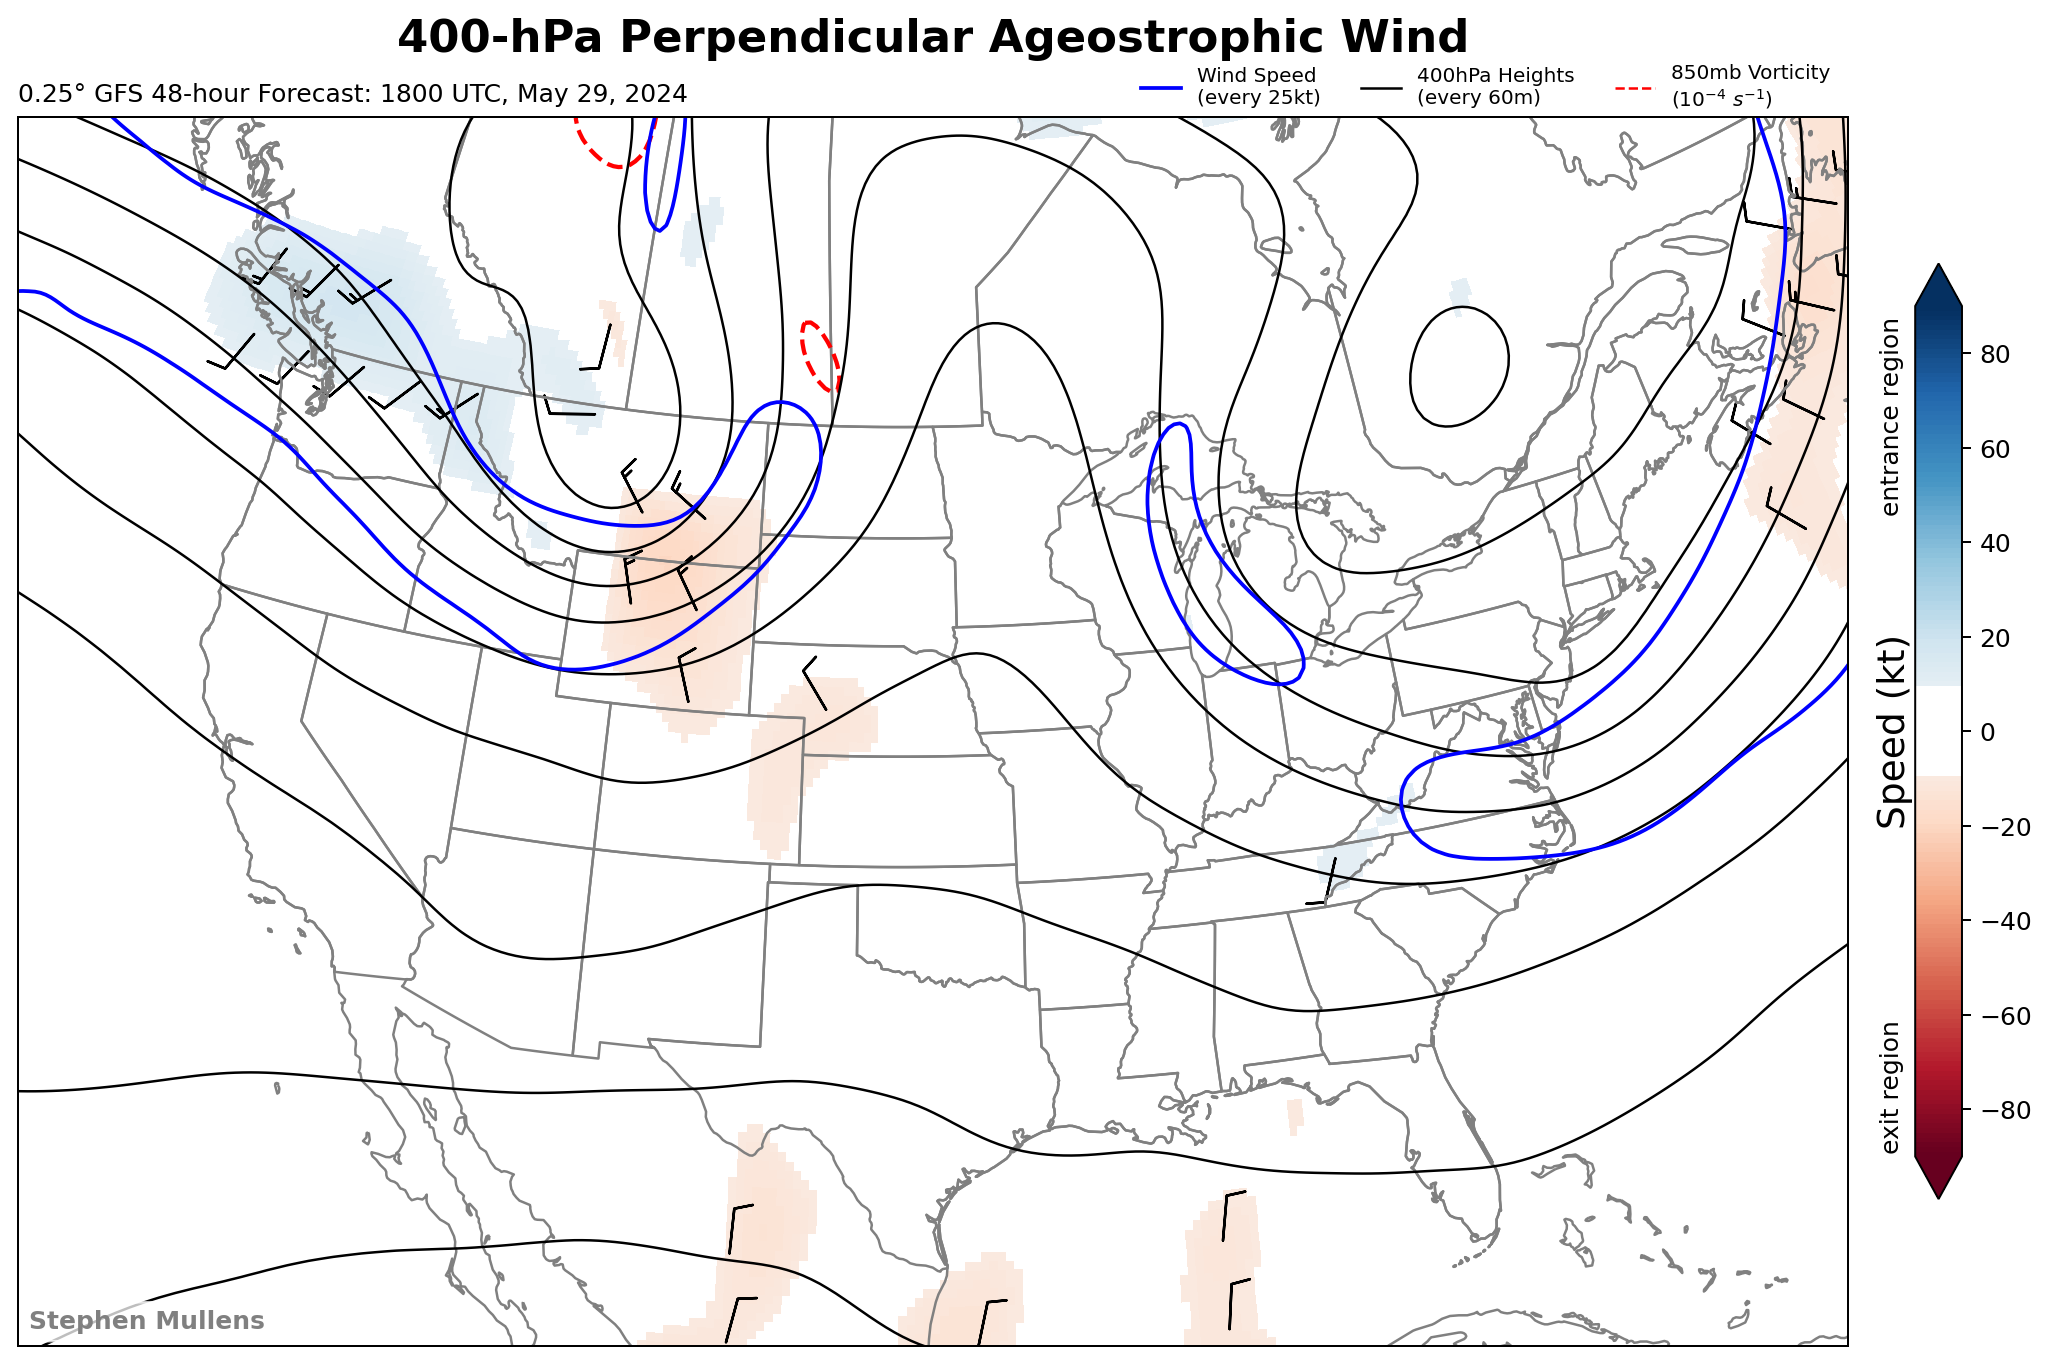 400-hPa Perpendicular Ageostrophic Wind
0.25° GFS 48-hour Forecast: 1800 UTC, May 29, 2024
Wind Speed
(every 25kt)
400hPa Heights
(every 60m)
850mb Vorticity
(10⁻⁴ s⁻¹)
entrance region
Speed (kt)
exit region
80
60
40
20
0
−20
−40
−60
−80
Stephen Mullens